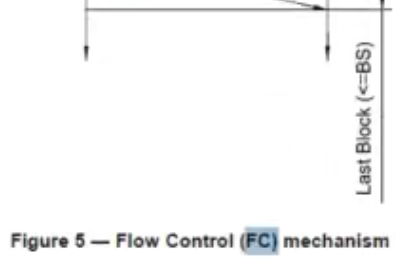 Last Block (<=BS)
Figure 5 — Flow Control (FC) mechanism